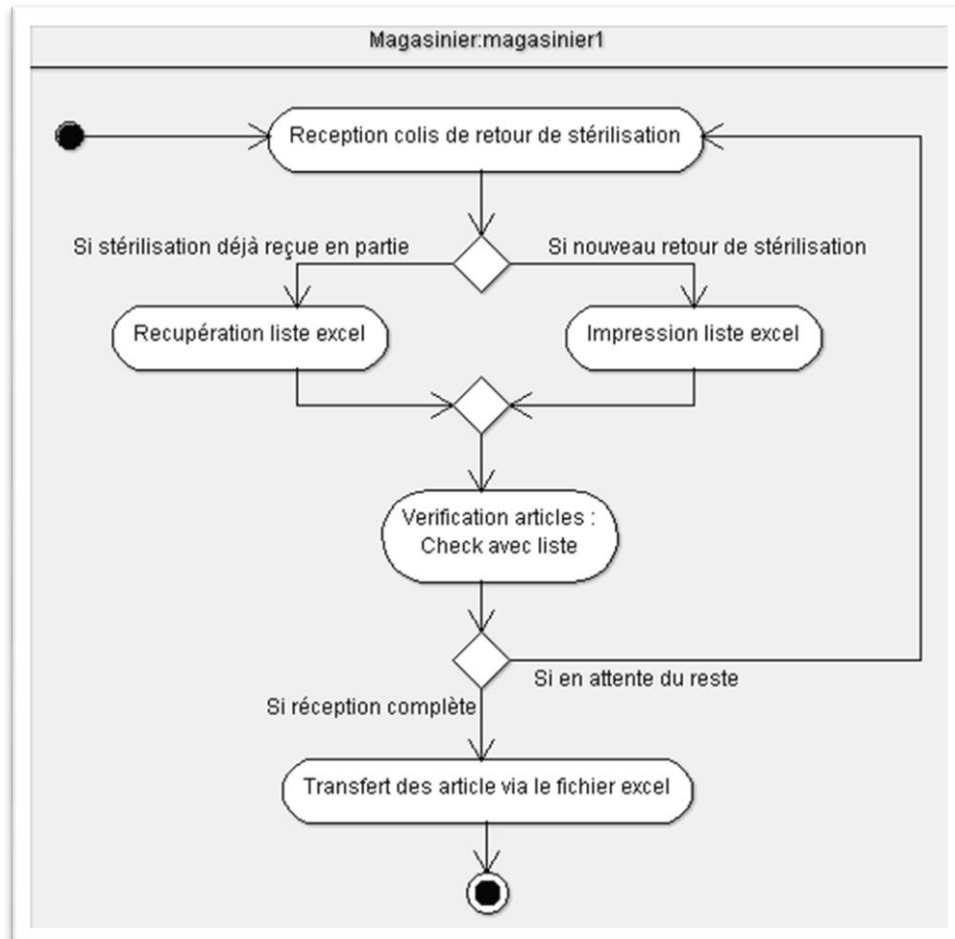 Magasinier:magasinier1
Reception colis de retour de stérilisation
Si stérilisation déjà reçue en partie
Si nouveau retour de stérilisation
Recupération liste excel
Impression liste excel
Verification articles :
Check avec liste
Si en attente du reste
Si réception complète
Transfert des article via le fichier excel